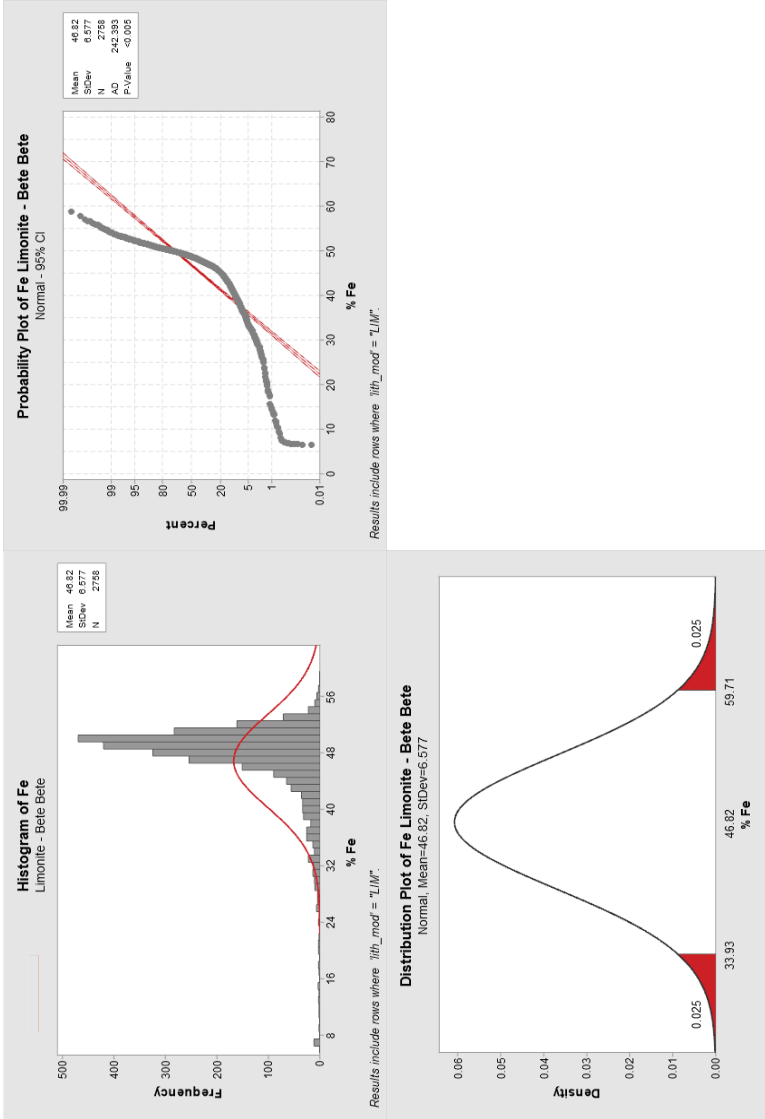 Histogram of Fe
Limonite - Bete Bete
Mean 46.82
StDev 6.577
N 2758
500
400
300
200
100
0
Frequency
8
16
24
32
40
48
56
% Fe
Results include rows where 'lith_mod' = "LIM".
Probability Plot of Fe Limonite - Bete Bete
Normal - 95% CI
Mean 46.82
StDev 6.577
N 2758
AD 242.393
P-Value <0.005
99.99
99
95
80
50
20
5
1
0.01
Percent
0
10
20
30
40
50
60
70
80
% Fe
Results include rows where 'lith_mod' = "LIM".
Distribution Plot of Fe Limonite - Bete Bete
Normal, Mean=46.82, StDev=6.577
0.06
0.05
0.04
0.03
0.02
0.01
0.00
Density
0.025
0.025
33.93
46.82
59.71
% Fe